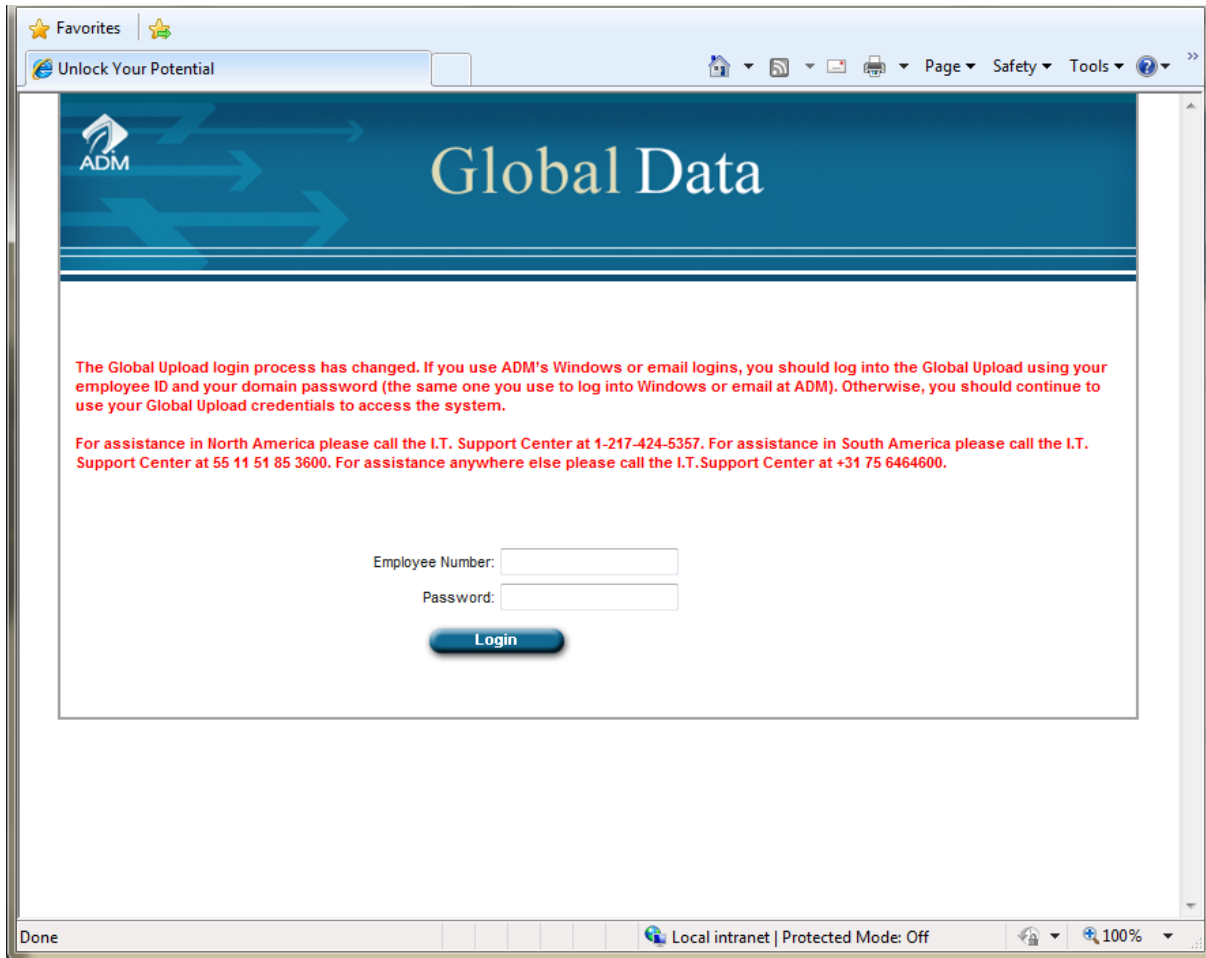 Favorites
Unlock Your Potential
Page Safety Tools
ADM
Global Data
The Global Upload login process has changed. If you use ADM's Windows or email logins, you should log into the Global Upload using your
employee ID and your domain password (the same one you use to log into Windows or email at ADM). Otherwise, you should continue to
use your Global Upload credentials to access the system.
For assistance in North America please call the I.T. Support Center at 1-217-424-5357. For assistance in South America please call the I.T.
Support Center at 55 11 51 85 3600. For assistance anywhere else please call the I.T.Support Center at +31 75 6464600.
Employee Number:
Password:
Login
Done
Local intranet | Protected Mode: Off
100%